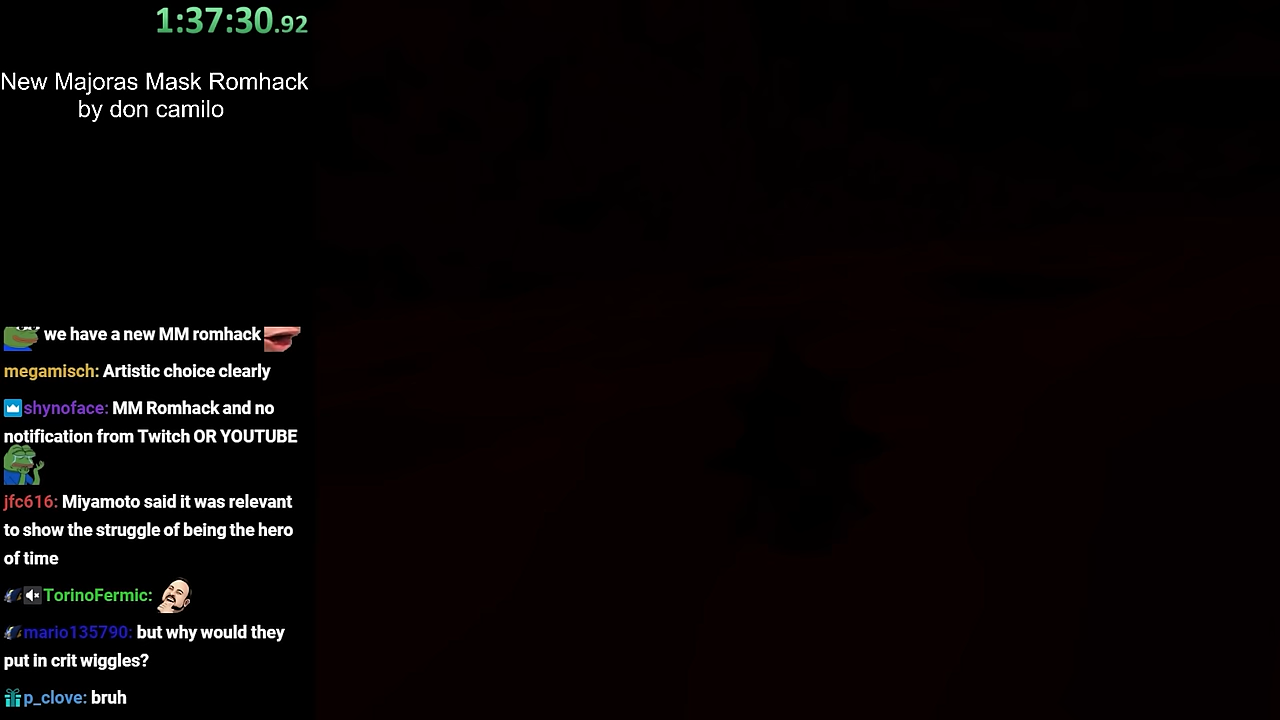 1:37:30.92
New Majoras Mask Romhack
by don camilo
we have a new MM romhack
megamisch: Artistic choice clearly
shynoface: MM Romhack and no
notification from Twitch OR YOUTUBE
jfc616: Miyamoto said it was relevant
to show the struggle of being the hero
of time
TorinoFermic:
mario135790: but why would they
put in crit wiggles?
p_clove: bruh